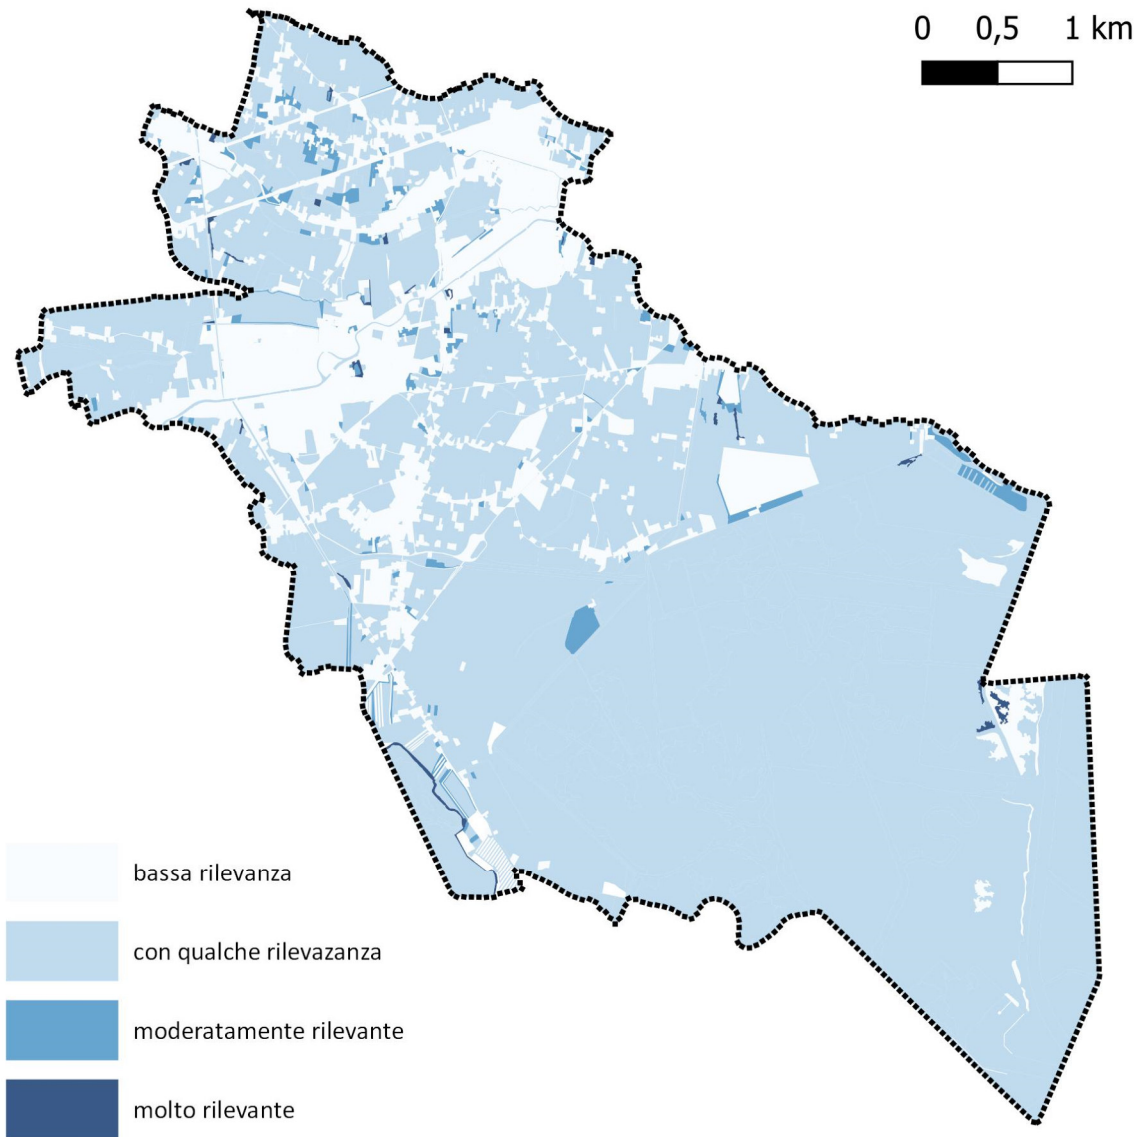 0 0,5 1 km
bassa rilevanza
con qualche rilevazanza
moderatamente rilevante
molto rilevante